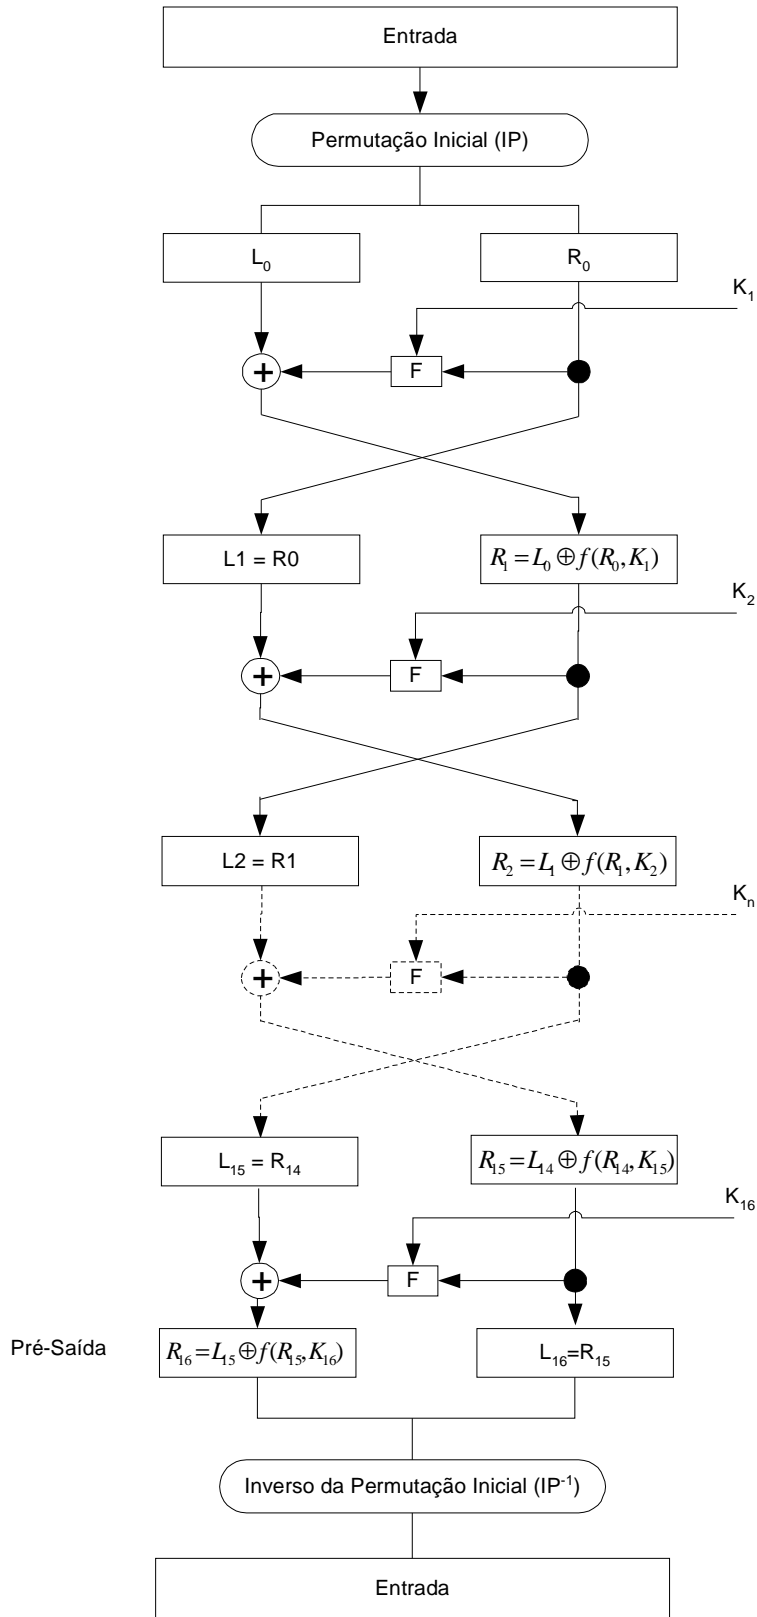 Entrada
Permutação Inicial (IP)
L₀ R₀
K₁
+ F
L1 = R0 R₁=L₀⊕f(R₀,K₁)
K₂
+ F
L2 = R1 R₂=L₁⊕f(R₁,K₂)
Kₙ
+ F
L₁₅ = R₁₄ R₁₅=L₁₄⊕f(R₁₄,K₁₅)
K₁₆
+ F
Pré-Saída R₁₆=L₁₅⊕f(R₁₅,K₁₆) L₁₆=R₁₅
Inverso da Permutação Inicial (IP⁻¹)
Entrada